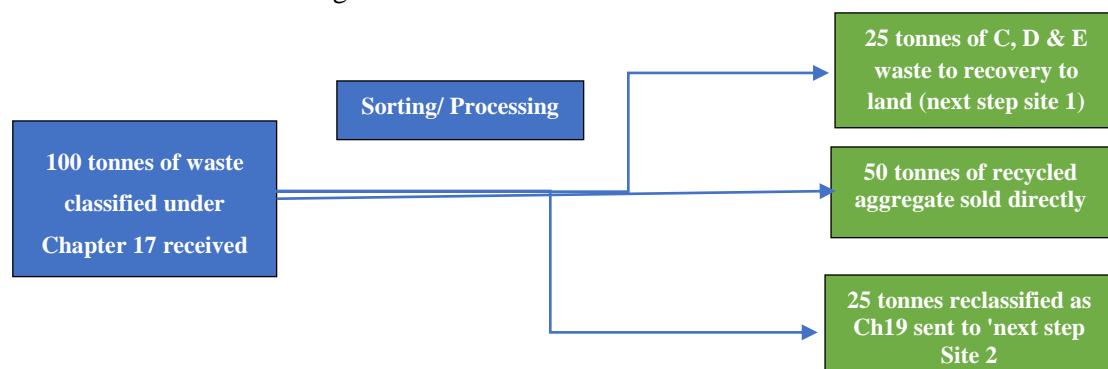 100 tonnes of waste
classified under
Chapter 17 received
Sorting/ Processing
25 tonnes of C, D & E
waste to recovery to
land (next step site 1)
50 tonnes of recycled
aggregate sold directly
25 tonnes reclassified as
Ch19 sent to 'next step
Site 2